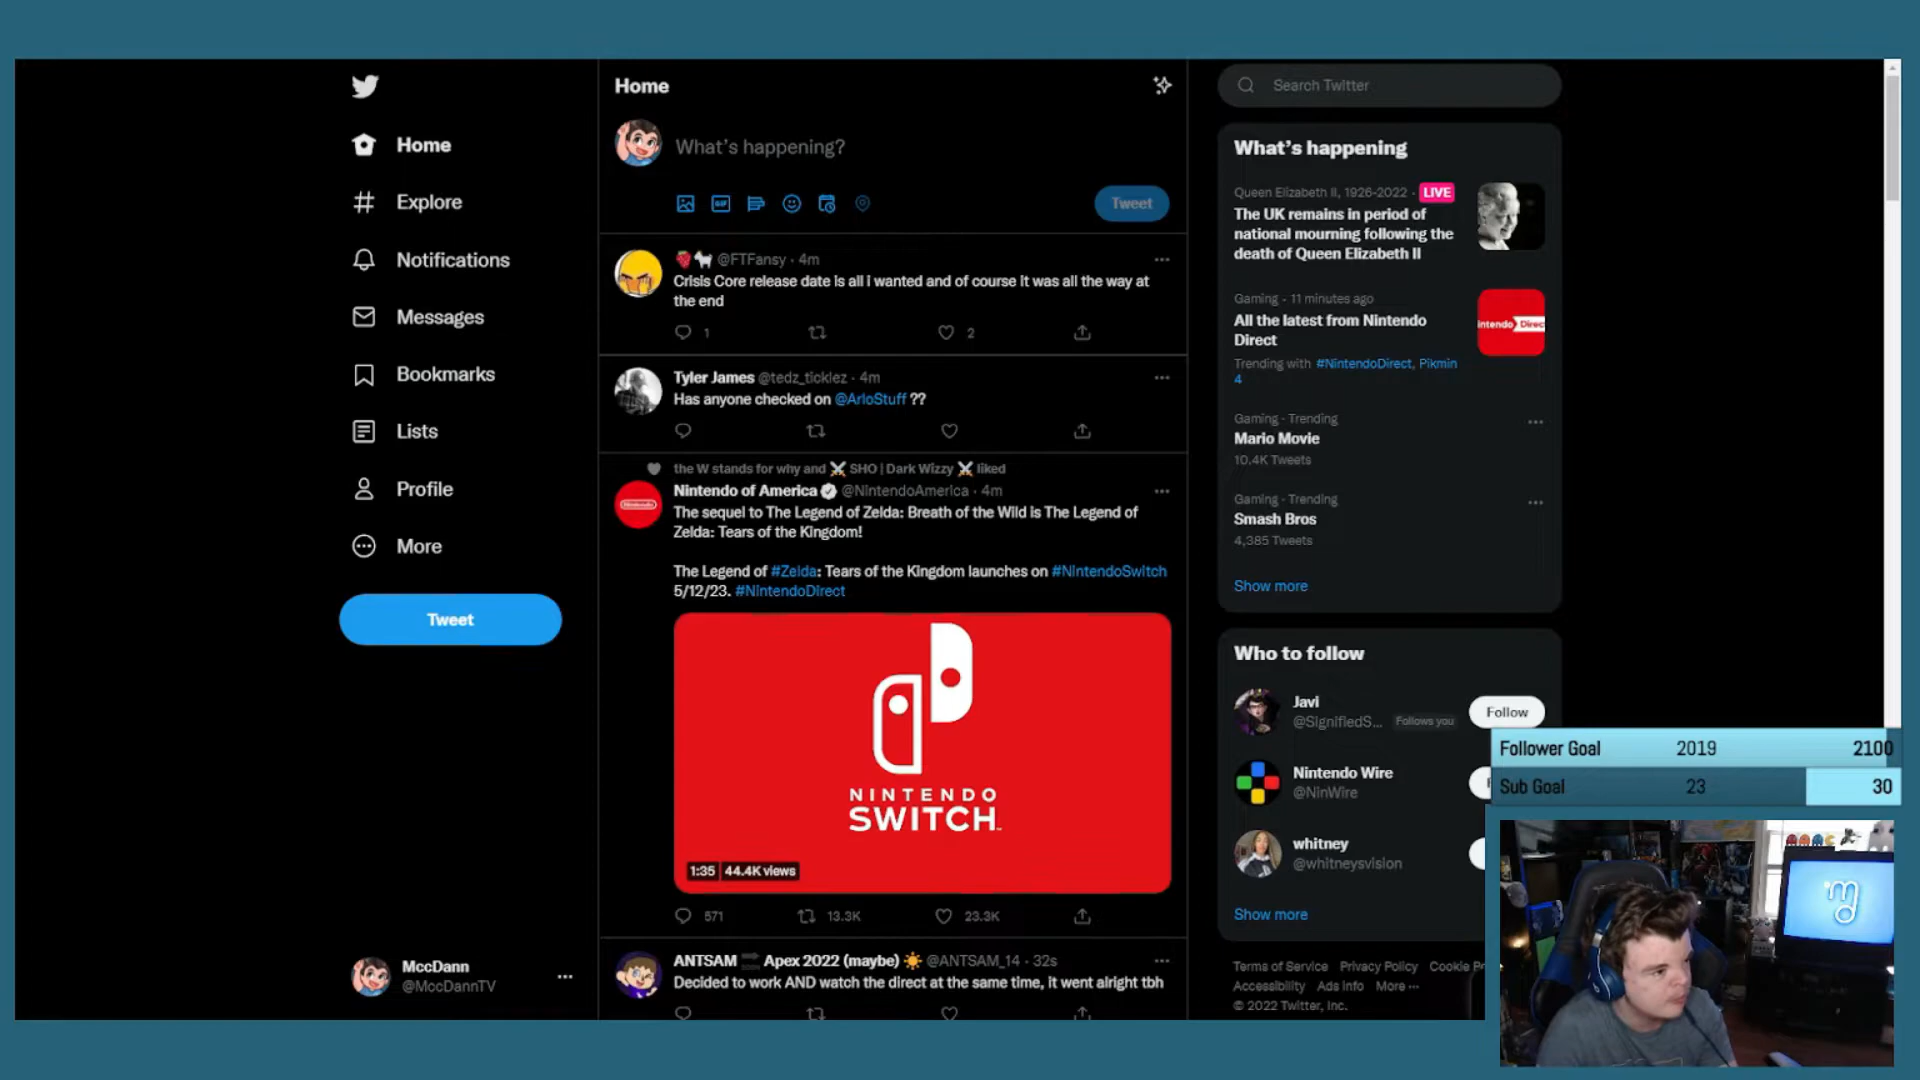 Home
Explore
Notifications
Messages
Bookmarks
Lists
Profile
More
Tweet
MccDann
@MccDannTV
Home
What's happening?
GIF
Tweet
@FTFansy · 4m
Crisis Core release date is all i wanted and of course it was all the way at
the end
1
2
Tyler James @tedz_ticklez · 4m
Has anyone checked on @ArloStuff ??
the W stands for why and SHO | Dark Wizzy liked
Nintendo of America @NintendoAmerica · 4m
The sequel to The Legend of Zelda: Breath of the Wild is The Legend of
Zelda: Tears of the Kingdom!
The Legend of #Zelda: Tears of the Kingdom launches on #NintendoSwitch
5/12/23. #NintendoDirect
NINTENDO
SWITCH
1:35 44.4K views
571 13.3K 23.3K
ANTSAM Apex 2022 (maybe) @ANTSAM_14 · 32s
Decided to work AND watch the direct at the same time, it went alright tbh
Search Twitter
What's happening
Queen Elizabeth II, 1926-2022 · LIVE
The UK remains in period of
national mourning following the
death of Queen Elizabeth II
Gaming · 11 minutes ago
All the latest from Nintendo
Direct
Trending with #NintendoDirect, Pikmin
4
Gaming · Trending
Mario Movie
10.4K Tweets
Gaming · Trending
Smash Bros
4,385 Tweets
Show more
Who to follow
Javi
@SignifiedS... Follows you
Follow
Nintendo Wire
@NinWire
whitney
@whitneysvision
Show more
Terms of Service Privacy Policy Cookie P
Accessibility Ads info More ···
© 2022 Twitter, Inc.
Follower Goal 2019 2100
Sub Goal 23 30